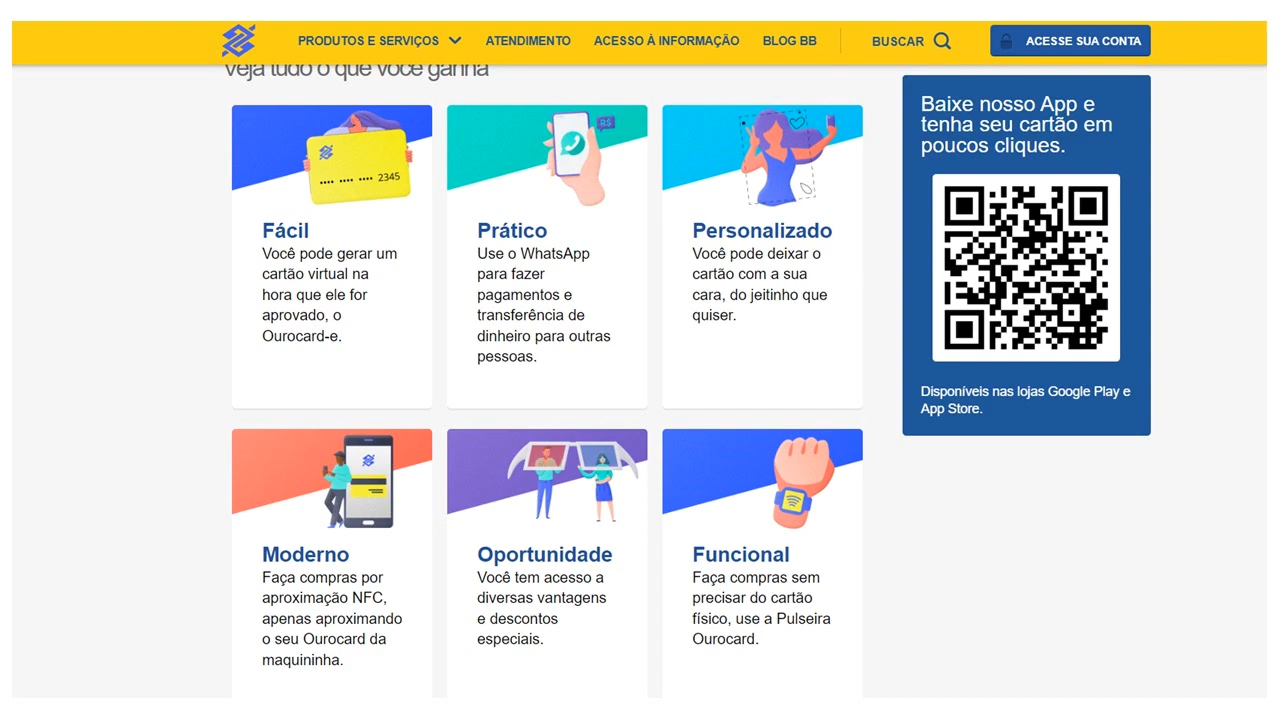 PRODUTOS E SERVIÇOS
ATENDIMENTO
ACESSO À INFORMAÇÃO
BLOG BB
BUSCAR
ACESSE SUA CONTA
Veja tudo o que você ganha
2345
R$
Fácil
Você pode gerar um
cartão virtual na
hora que ele for
aprovado, o
Ourocard-e.
Prático
Use o WhatsApp
para fazer
pagamentos e
transferência de
dinheiro para outras
pessoas.
Personalizado
Você pode deixar o
cartão com a sua
cara, do jeitinho que
quiser.
Moderno
Faça compras por
aproximação NFC,
apenas aproximando
o seu Ourocard da
maquininha.
Oportunidade
Você tem acesso a
diversas vantagens
e descontos
especiais.
Funcional
Faça compras sem
precisar do cartão
físico, use a Pulseira
Ourocard.
Baixe nosso App e
tenha seu cartão em
poucos cliques.
Disponíveis nas lojas Google Play e
App Store.